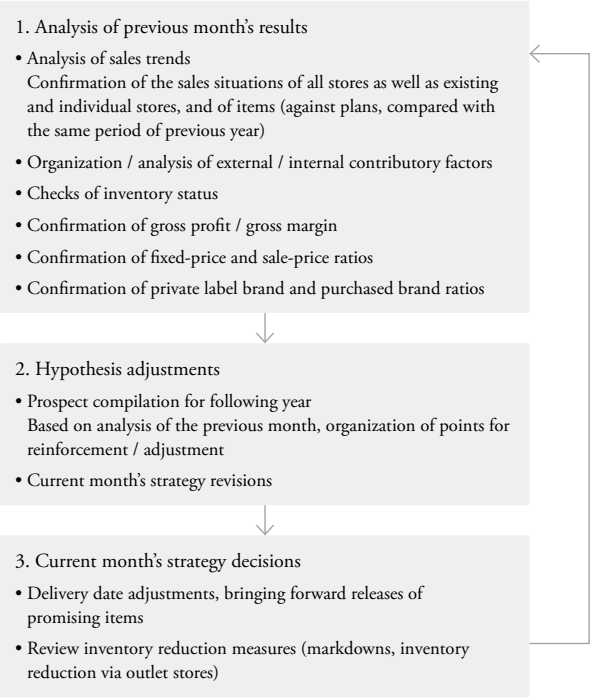 1. Analysis of previous month’s results
• Analysis of sales trends
Confirmation of the sales situations of all stores as well as existing
and individual stores, and of items (against plans, compared with
the same period of previous year)
• Organization / analysis of external / internal contributory factors
• Checks of inventory status
• Confirmation of gross profit / gross margin
• Confirmation of fixed-price and sale-price ratios
• Confirmation of private label brand and purchased brand ratios
2. Hypothesis adjustments
• Prospect compilation for following year
Based on analysis of the previous month, organization of points for
reinforcement / adjustment
• Current month’s strategy revisions
3. Current month’s strategy decisions
• Delivery date adjustments, bringing forward releases of
promising items
• Review inventory reduction measures (markdowns, inventory
reduction via outlet stores)